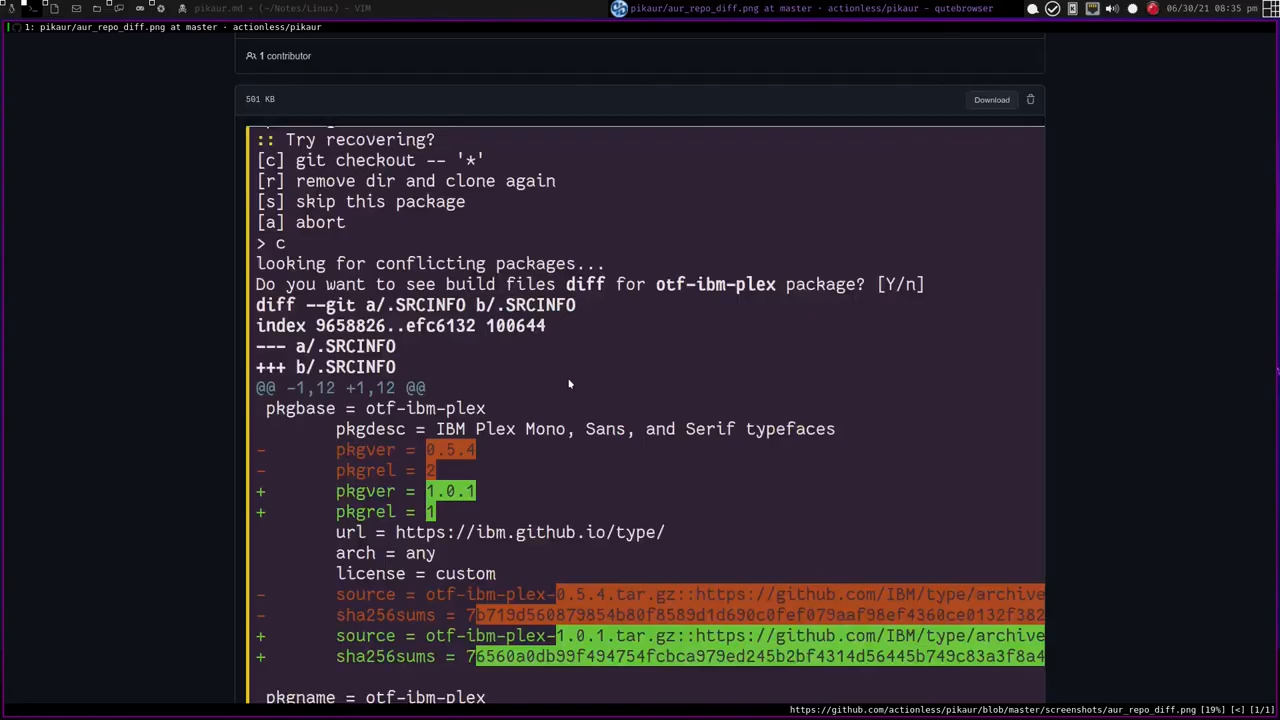 pikaur.md + (~/Notes/Linux) - VIM
pikaur/aur_repo_diff.png at master · actionless/pikaur - qutebrowser
06/30/21 08:35 pm
1: pikaur/aur_repo_diff.png at master · actionless/pikaur
1 contributor
501 KB
Download
:: Try recovering?
[c] git checkout -- '*'
[r] remove dir and clone again
[s] skip this package
[a] abort
> c
looking for conflicting packages...
Do you want to see build files diff for otf-ibm-plex package? [Y/n]
diff --git a/.SRCINFO b/.SRCINFO
index 9658826..efc6132 100644
--- a/.SRCINFO
+++ b/.SRCINFO
@@ -1,12 +1,12 @@
pkgbase = otf-ibm-plex
pkgdesc = IBM Plex Mono, Sans, and Serif typefaces
- pkgver = 0.5.4
- pkgrel = 2
+ pkgver = 1.0.1
+ pkgrel = 1
url = https://ibm.github.io/type/
arch = any
license = custom
- source = otf-ibm-plex-0.5.4.tar.gz::https://github.com/IBM/type/archive
- sha256sums = 7b719d560879854b80f8589d1d690c0fef079aaf98ef4360ce0132f382
+ source = otf-ibm-plex-1.0.1.tar.gz::https://github.com/IBM/type/archive
+ sha256sums = 76560a0db99f494754fcbca979ed245b2bf4314d56445b749c83a3f8a4
pkgname = otf-ibm-plex
https://github.com/actionless/pikaur/blob/master/screenshots/aur_repo_diff.png [19%] [<] [1/1]